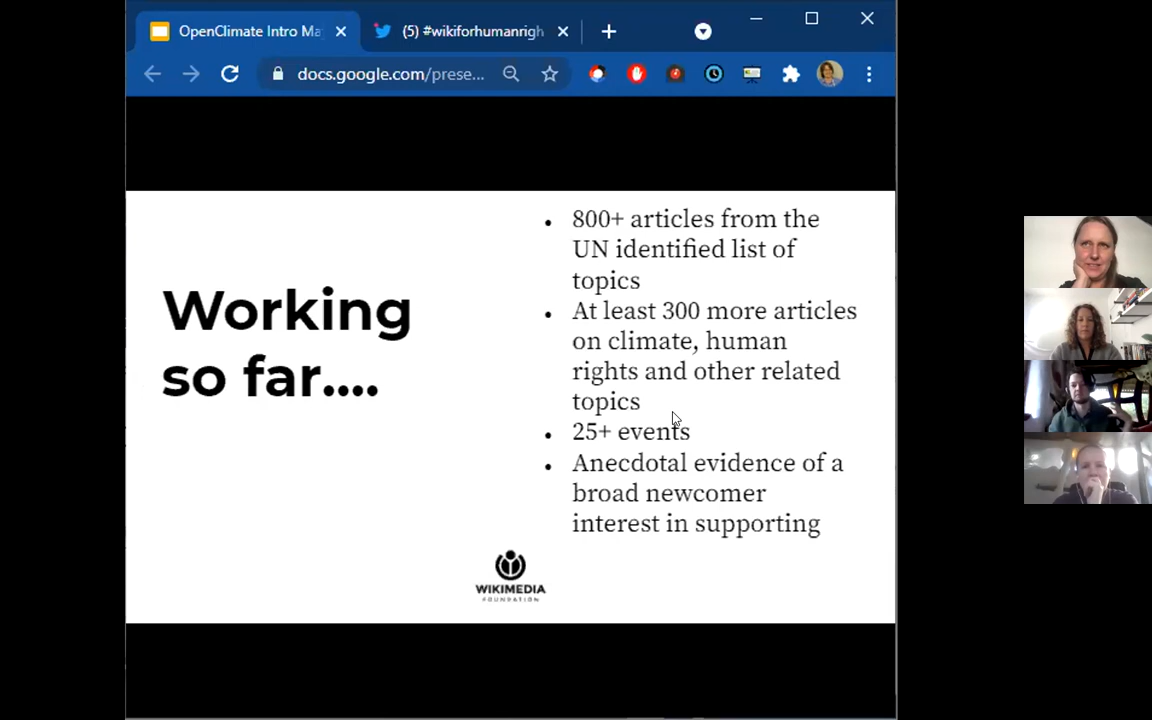 OpenClimate Intro Ma
(5) #wikiforhumanrigh
docs.google.com/prese...
Working
so far....
• 800+ articles from the
UN identified list of
topics
• At least 300 more articles
on climate, human
rights and other related
topics
• 25+ events
• Anecdotal evidence of a
broad newcomer
interest in supporting
WIKIMEDIA
FOUNDATION